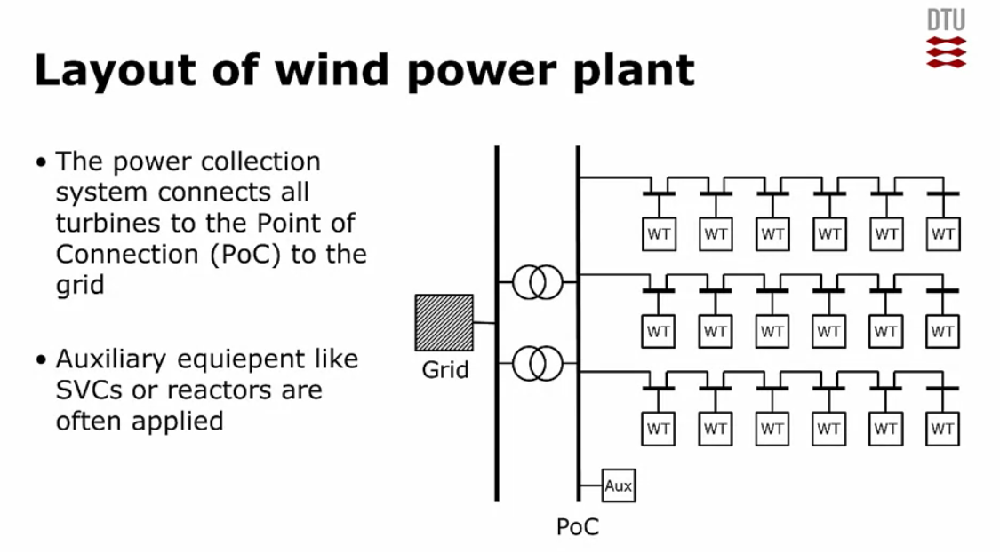 DTU
Layout of wind power plant
• The power collection
system connects all
turbines to the Point of
Connection (PoC) to the
grid
• Auxiliary equiepent like
SVCs or reactors are
often applied
WT WT WT WT WT WT
WT WT WT WT WT WT
Grid
WT WT WT WT WT WT
Aux
PoC